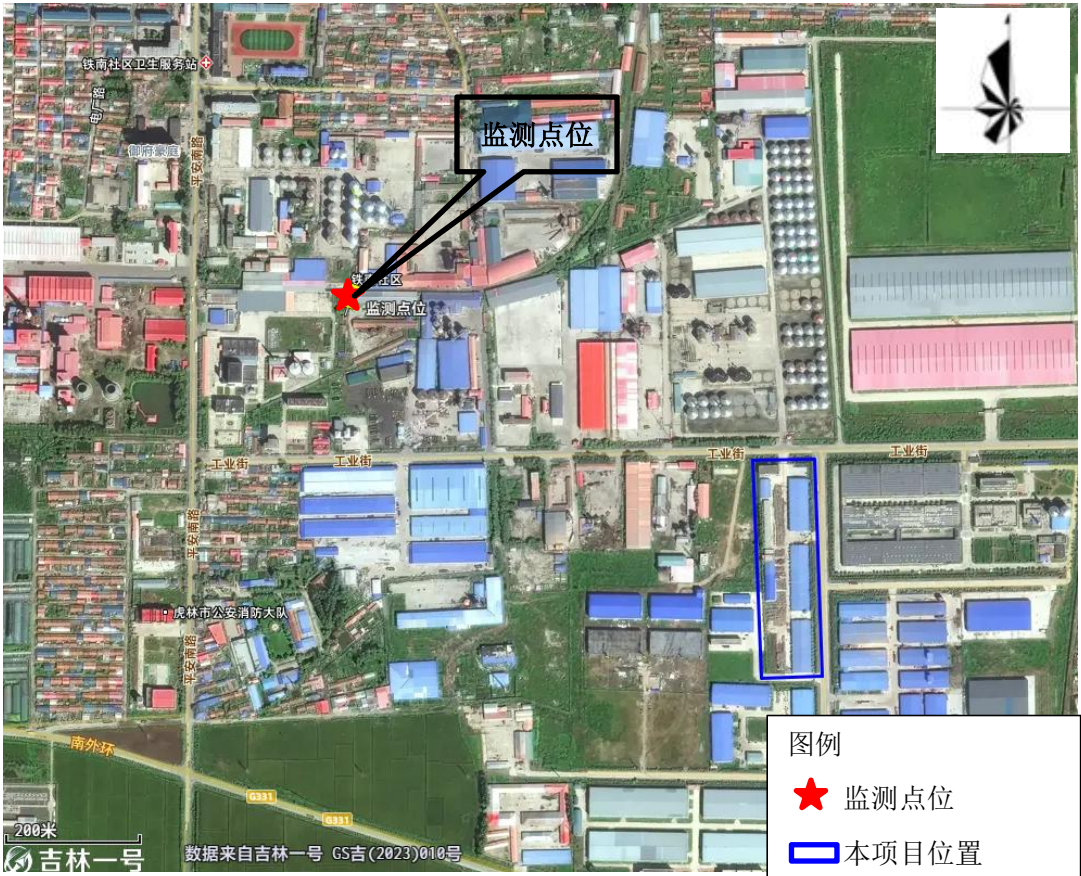 铁南社区卫生服务站
电厂路
御府豪庭
平安南路
监测点位
铁南社区
监测点位
工业街
工业街
工业街
工业街
平安南路
虎林市公安消防大队
平安南路
南外环
G331
G331
200米
吉林一号
数据来自吉林一号 GS吉(2023)010号
图例
监测点位
本项目位置